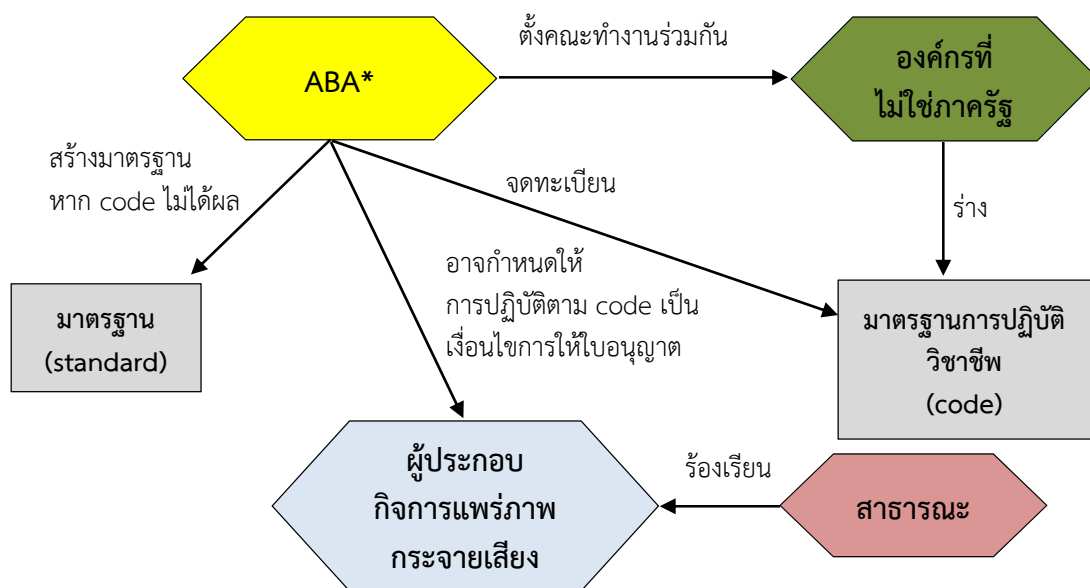 ตั้งคณะทำงานร่วมกัน
ABA*
องค์กรที่
ไม่ใช่ภาครัฐ
สร้างมาตรฐาน
หาก code ไม่ได้ผล
จดทะเบียน
ร่าง
อาจกำหนดให้
การปฏิบัติตาม code เป็น
เงื่อนไขการให้ใบอนุญาต
มาตรฐาน
(standard)
มาตรฐานการปฏิบัติ
วิชาชีพ
(code)
ผู้ประกอบ
กิจการแพร่ภาพ
กระจายเสียง
ร้องเรียน
สาธารณะ